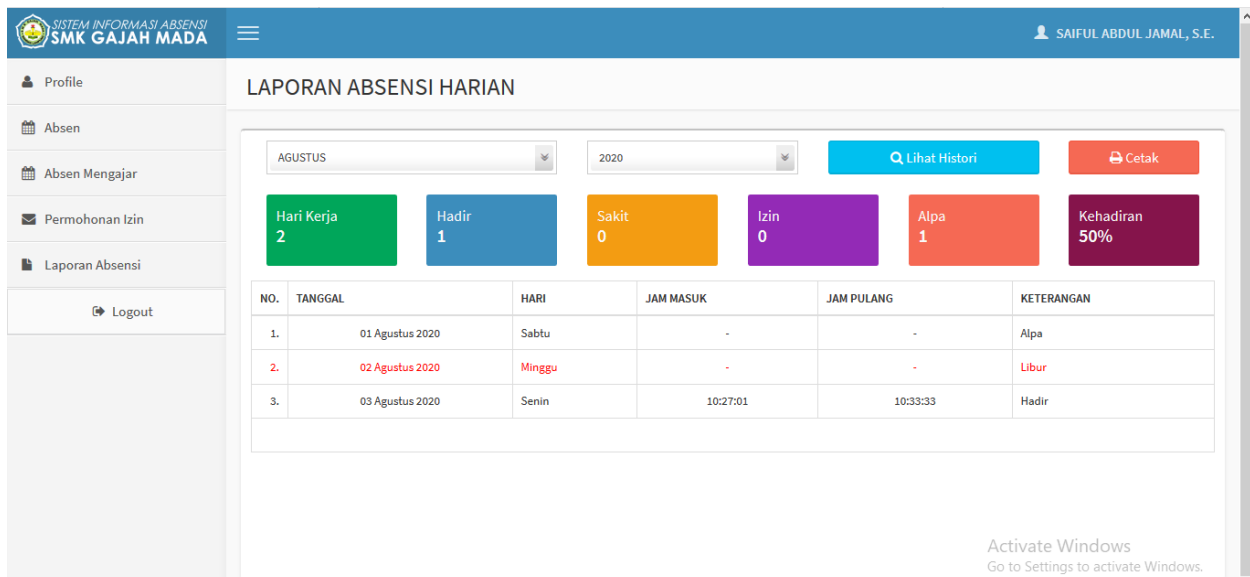 SISTEM INFORMASI ABSENSI
SMK GAJAH MADA
SAIFUL ABDUL JAMAL, S.E.
Profile
Absen
Absen Mengajar
Permohonan Izin
Laporan Absensi
Logout
LAPORAN ABSENSI HARIAN
AGUSTUS 2020 Lihat Histori Cetak
Hari Kerja Hadir Sakit Izin Alpa Kehadiran
2 1 0 0 1 50%
NO. TANGGAL HARI JAM MASUK JAM PULANG KETERANGAN
1. 01 Agustus 2020 Sabtu - - Alpa
2. 02 Agustus 2020 Minggu - - Libur
3. 03 Agustus 2020 Senin 10:27:01 10:33:33 Hadir
Activate Windows
Go to Settings to activate Windows.